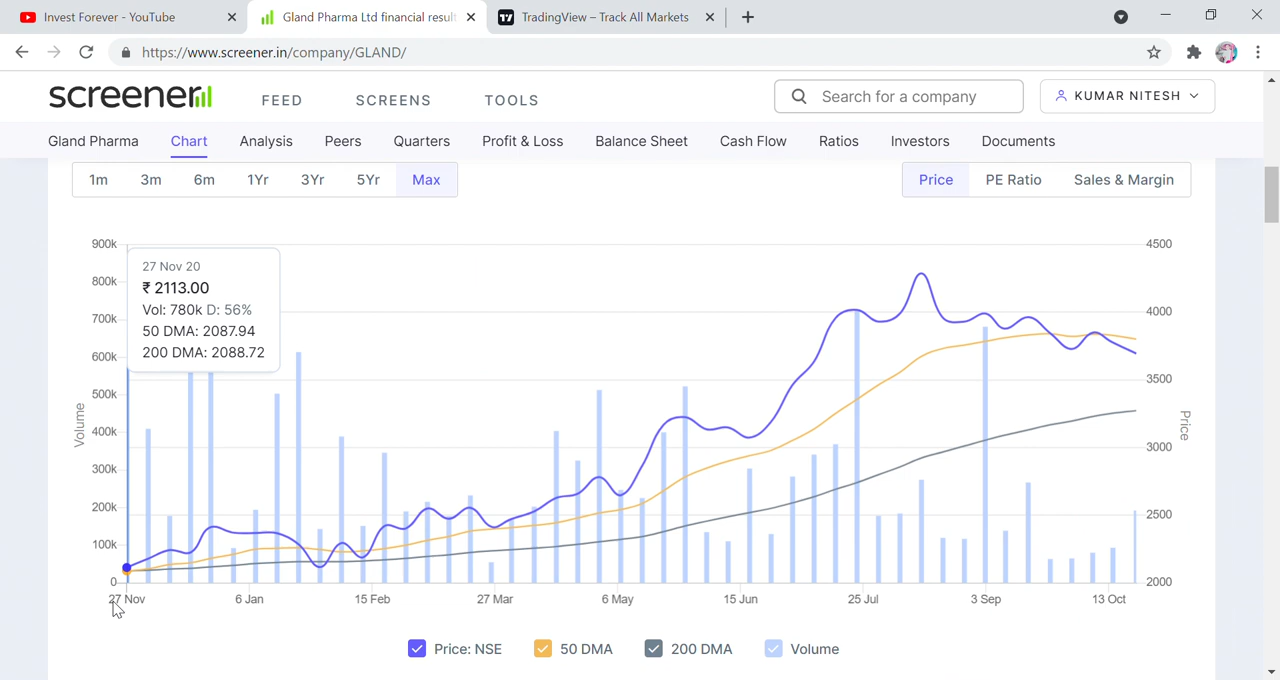 Invest Forever - YouTube
Gland Pharma Ltd financial result
TradingView – Track All Markets
https://www.screener.in/company/GLAND/
screener
FEED SCREENS TOOLS
Search for a company
KUMAR NITESH
Gland Pharma Chart Analysis Peers Quarters Profit & Loss Balance Sheet Cash Flow Ratios Investors Documents
1m 3m 6m 1Yr 3Yr 5Yr Max
Price PE Ratio Sales & Margin
900k
800k
700k
600k
500k
400k
300k
200k
100k
0
Volume
27 Nov 20
₹ 2113.00
Vol: 780k D: 56%
50 DMA: 2087.94
200 DMA: 2088.72
4500
4000
3500
3000
2500
2000
Price
27 Nov 6 Jan 15 Feb 27 Mar 6 May 15 Jun 25 Jul 3 Sep 13 Oct
Price: NSE 50 DMA 200 DMA Volume